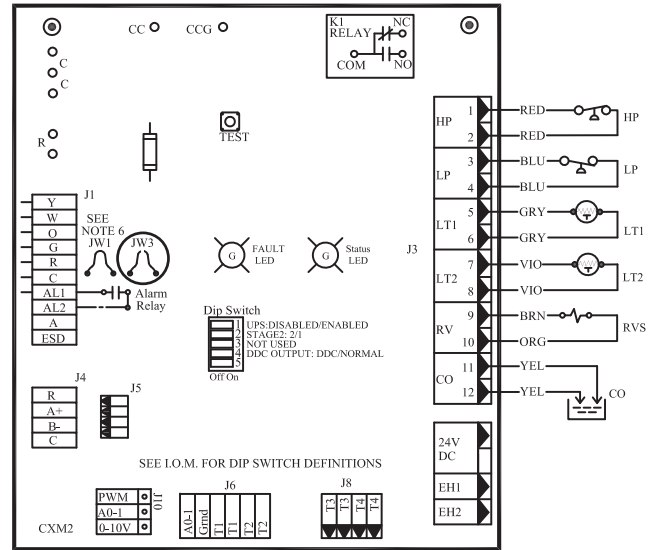 CC
CCG
K1
RELAY
NC
COM
NO
C
C
R
TEST
HP
1
RED
HP
2
RED
LP
3
BLU
LP
4
BLU
LT1
5
GRY
LT1
6
GRY
LT2
7
VIO
LT2
8
VIO
RV
9
BRN
RVS
10
ORG
CO
11
YEL
CO
12
YEL
J3
24V
DC
EH1
EH2
J1
Y
W
O
G
R
C
AL1
AL2
A
ESD
SEE
NOTE 6
JW1
JW3
Alarm
Relay
G
FAULT
LED
G
Status
LED
Dip Switch
1 UPS:DISABLED/ENABLED
2 STAGE2: 2/1
3 NOT USED
4 DDC OUTPUT: DDC/NORMAL
5
Off On
J4
R
A+
B-
C
J5
SEE I.O.M. FOR DIP SWITCH DEFINITIONS
J10
PWM
A0-1
0-10V
CXM2
J6
A0-1
Grnd
T1
T1
T2
T2
J8
T3
T3
T4
T4